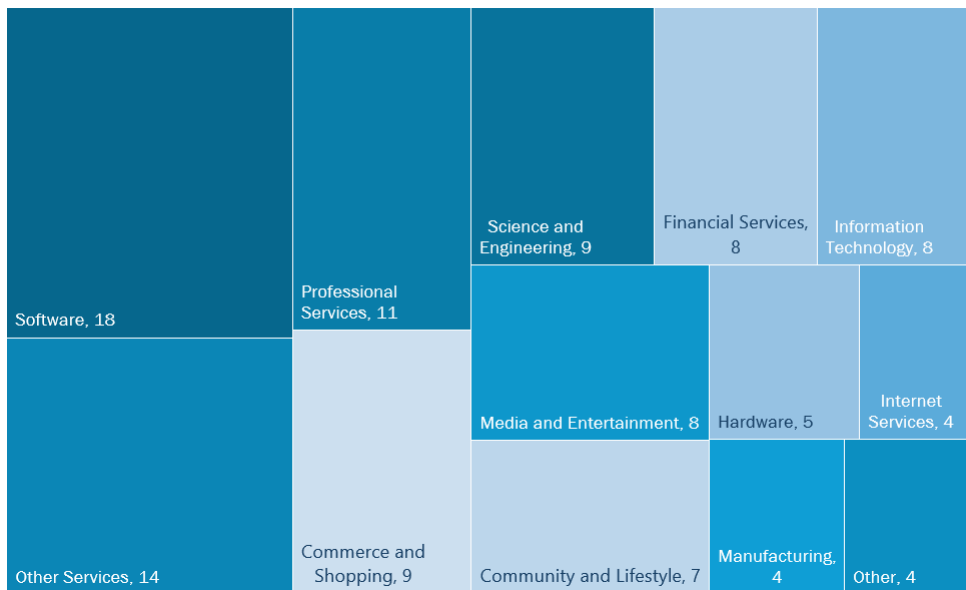 Software, 18
Other Services, 14
Professional
Services, 11
Commerce and
Shopping, 9
Science and
Engineering, 9
Financial Services,
8
Information
Technology, 8
Media and Entertainment, 8
Hardware, 5
Internet
Services, 4
Community and Lifestyle, 7
Manufacturing,
4
Other, 4